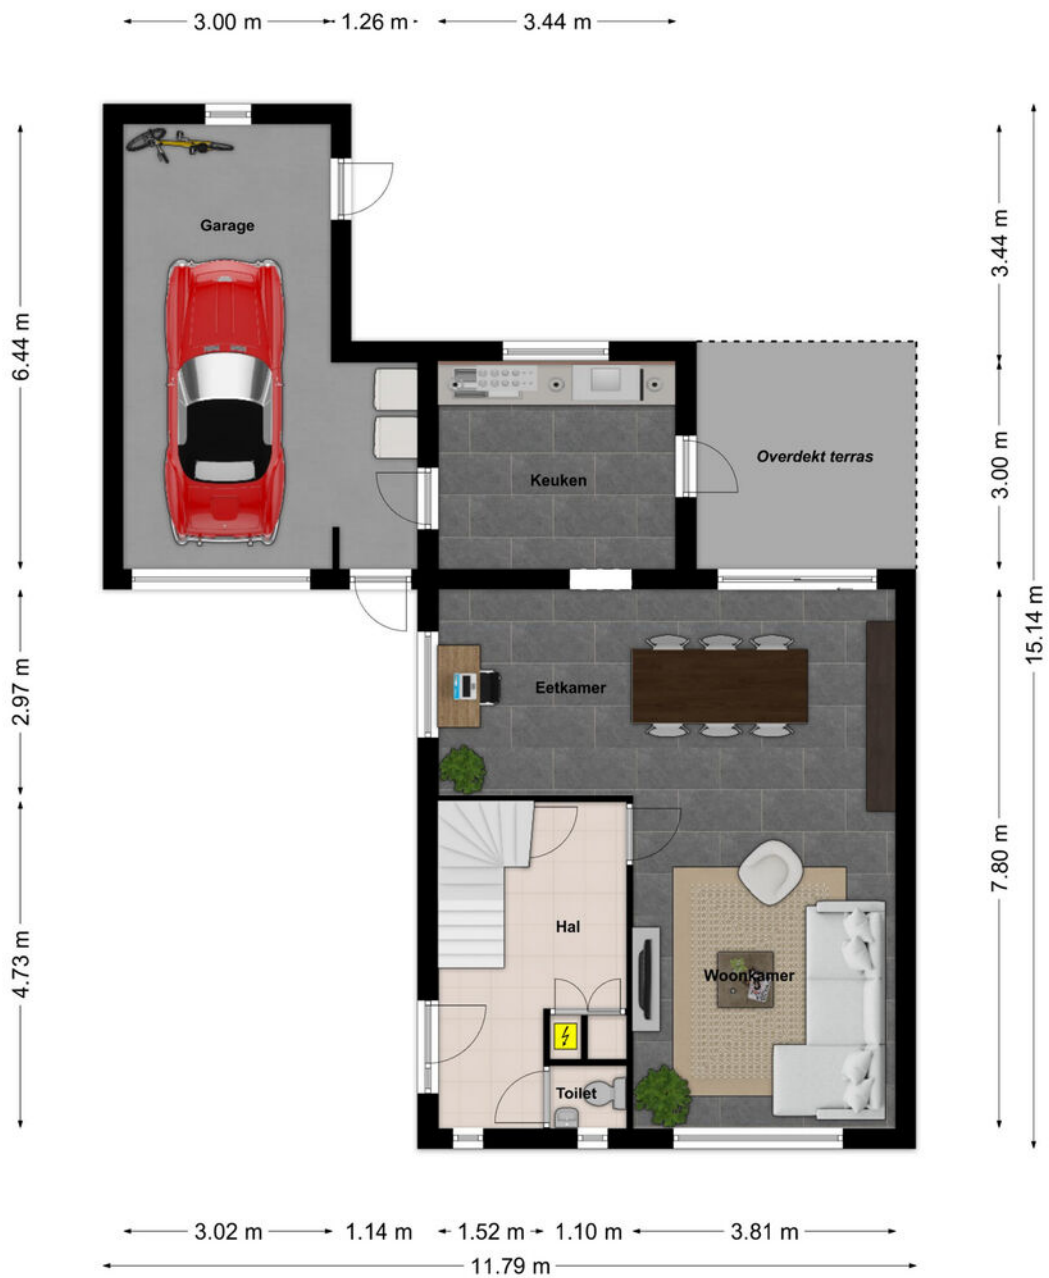 3.00 m 1.26 m 3.44 m
Garage
3.44 m
6.44 m
Overdekt terras
3.00 m
Keuken
15.14 m
2.97 m
Eetkamer
7.80 m
Hal
4.73 m
Woonkamer
Toilet
3.02 m 1.14 m 1.52 m 1.10 m 3.81 m
11.79 m